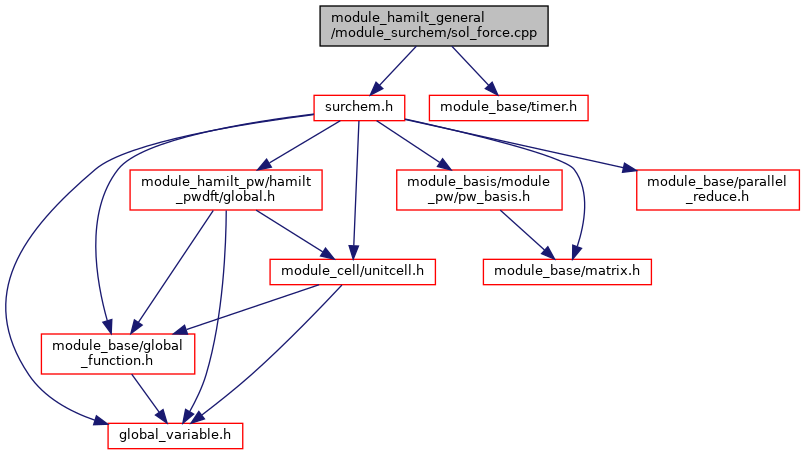 module_hamilt_general
/module_surchem/sol_force.cpp
surchem.h
module_base/timer.h
module_hamilt_pw/hamilt
_pwdft/global.h
module_basis/module
_pw/pw_basis.h
module_base/parallel
_reduce.h
module_cell/unitcell.h
module_base/matrix.h
module_base/global
_function.h
global_variable.h